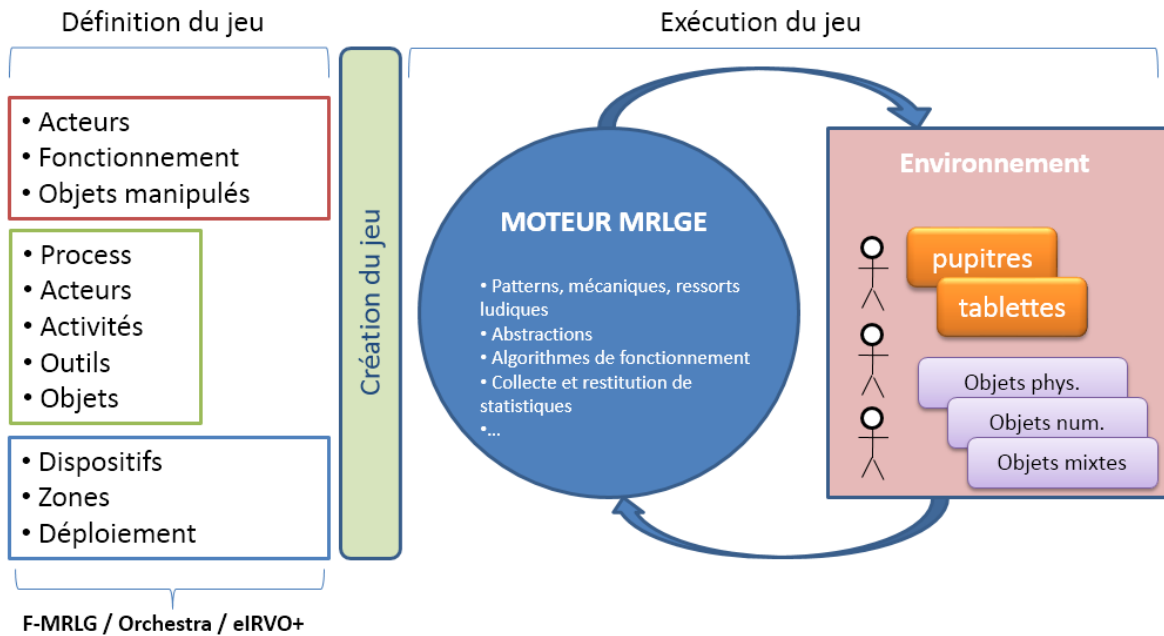 Définition du jeu
Exécution du jeu
• Acteurs
• Fonctionnement
• Objets manipulés
• Process
• Acteurs
• Activités
• Outils
• Objets
• Dispositifs
• Zones
• Déploiement
F-MRLG / Orchestra / eIRVO+
Création du jeu
MOTEUR MRLGE
• Patterns, mécaniques, ressorts
ludiques
• Abstractions
• Algorithmes de fonctionnement
• Collecte et restitution de
statistiques
•...
Environnement
pupitres
tablettes
Objets phys.
Objets num.
Objets mixtes